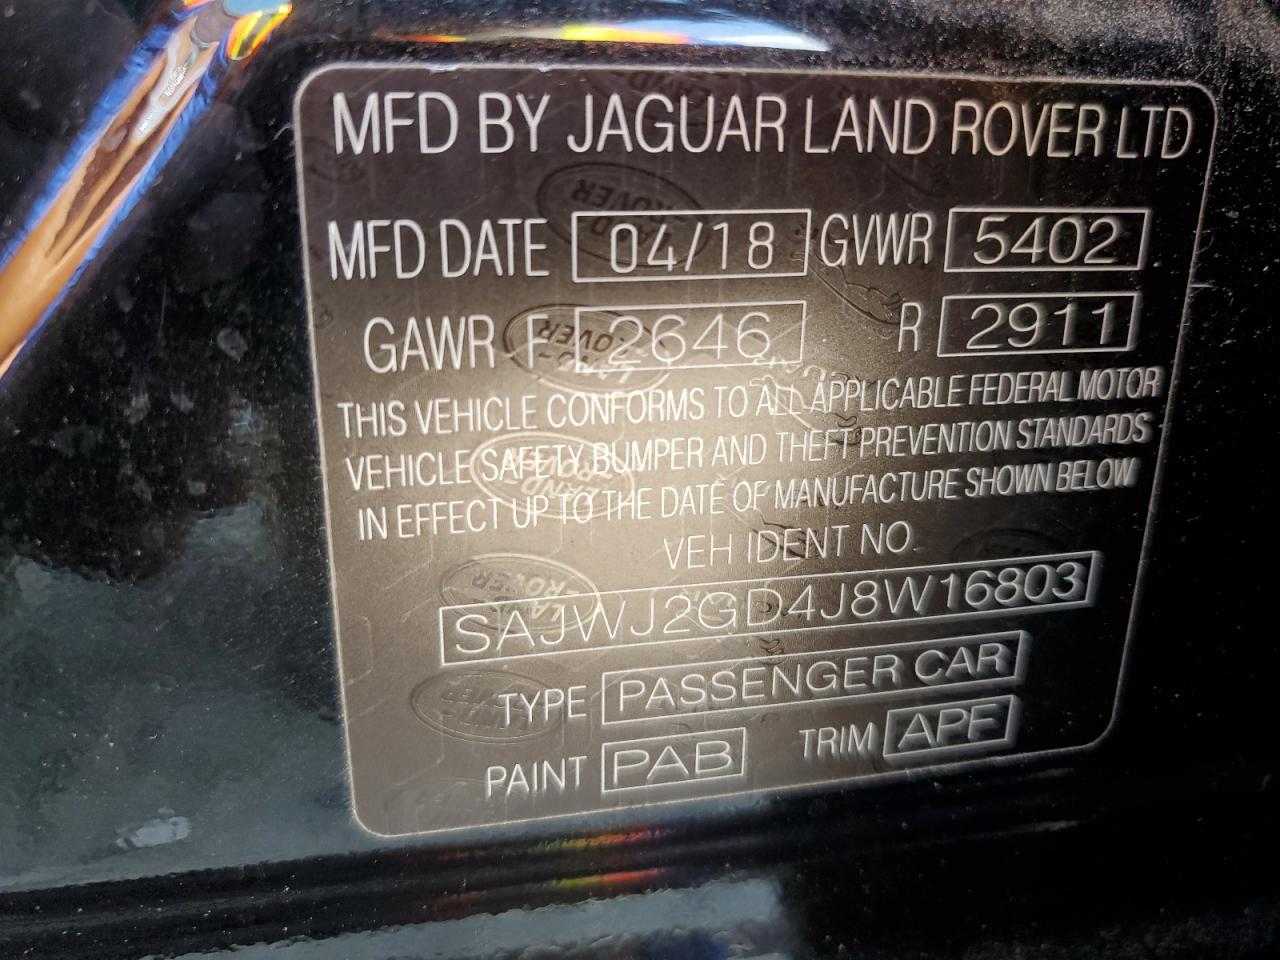 MFD BY JAGUAR LAND ROVER LTD
MFD DATE 04/18 GVWR 5402
GAWR F 2646 R 2911
THIS VEHICLE CONFORMS TO ALL APPLICABLE FEDERAL MOTOR
VEHICLE SAFETY BUMPER AND THEFT PREVENTION STANDARDS
IN EFFECT UP TO THE DATE OF MANUFACTURE SHOWN BELOW
VEH IDENT NO
SAJWJ2GD4J8W16803
TYPE PASSENGER CAR
PAINT PAB TRIM APF